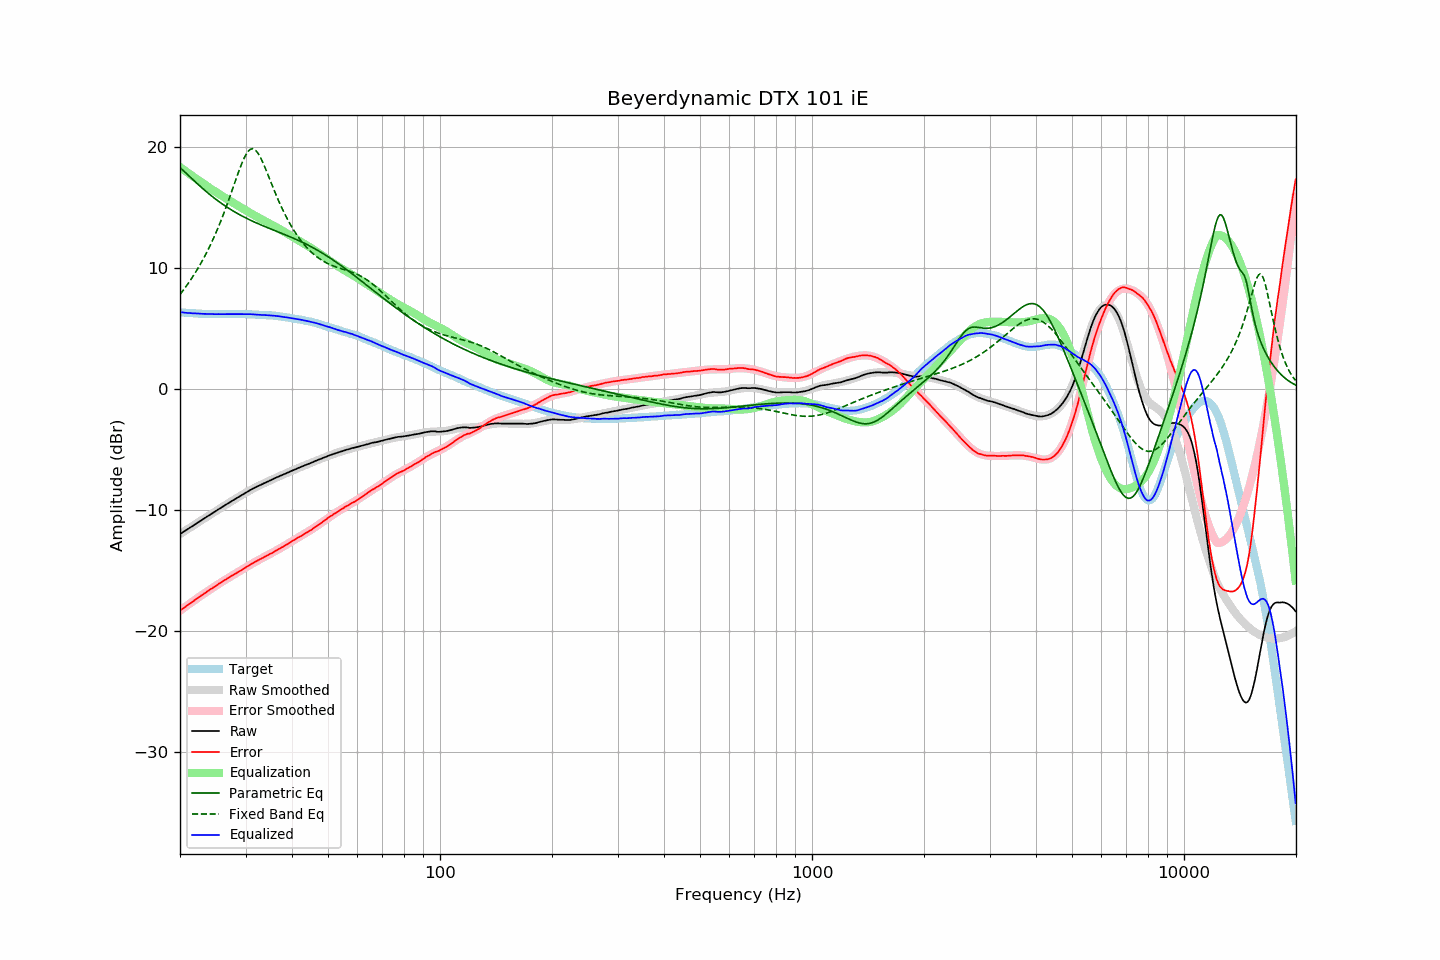 Beyerdynamic DTX 101 iE
20
10
0
−10
−20
−30
Amplitude (dBr)
Target
Raw Smoothed
Error Smoothed
Raw
Error
Equalization
Parametric Eq
Fixed Band Eq
Equalized
100
1000
10000
Frequency (Hz)